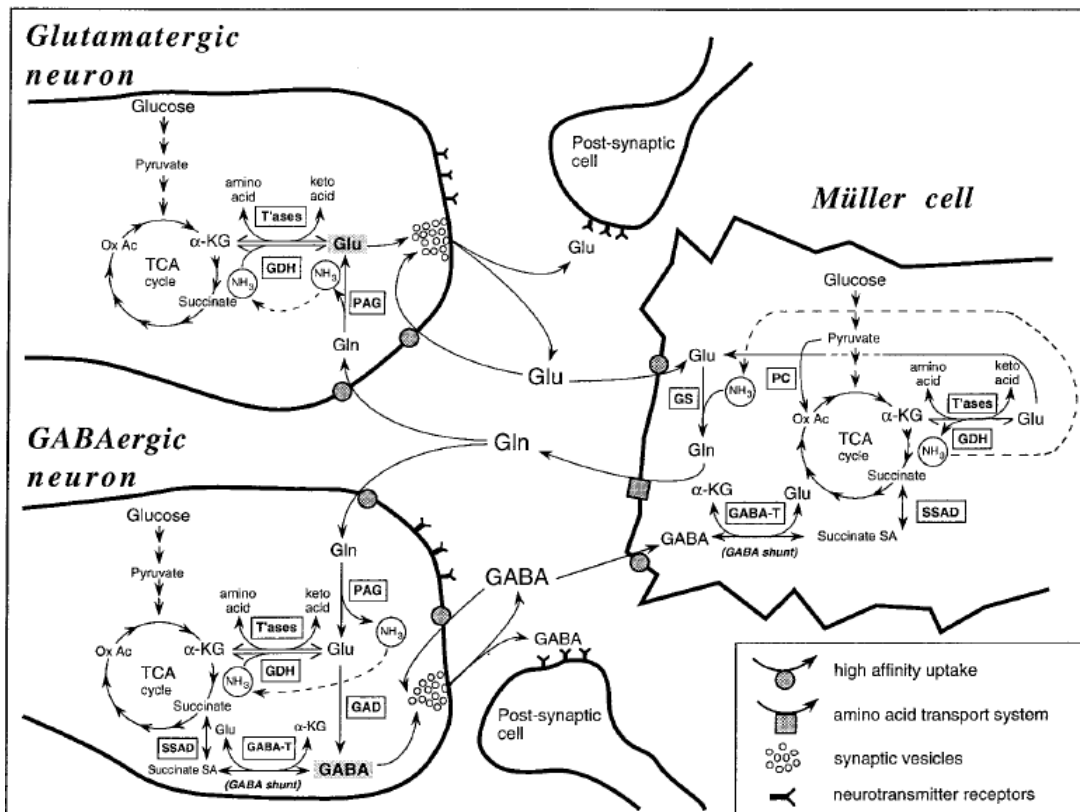 Glutamatergic
neuron
Glucose
Pyruvate
amino
acid
keto
acid
T'ases
Ox Ac
α-KG
Glu
TCA
cycle
GDH
NH3
NH3
Succinate
PAG
Gln
Post-synaptic
cell
Glu
Glu
Gln
Müller cell
Glucose
Pyruvate
Glu
PC
amino
acid
keto
acid
GS
NH3
T'ases
Ox Ac
α-KG
Glu
TCA
cycle
GDH
NH3
Gln
Succinate
α-KG
Glu
GABA-T
SSAD
GABA
(GABA shunt)
Succinate SA
GABAergic
neuron
Glucose
Gln
Pyruvate
PAG
amino
acid
keto
acid
T'ases
NH3
Ox Ac
α-KG
Glu
TCA
cycle
GDH
NH3
Succinate
GAD
Glu
α-KG
SSAD
GABA-T
Succinate SA
(GABA shunt)
GABA
GABA
GABA
Post-synaptic
cell
high affinity uptake
amino acid transport system
synaptic vesicles
neurotransmitter receptors